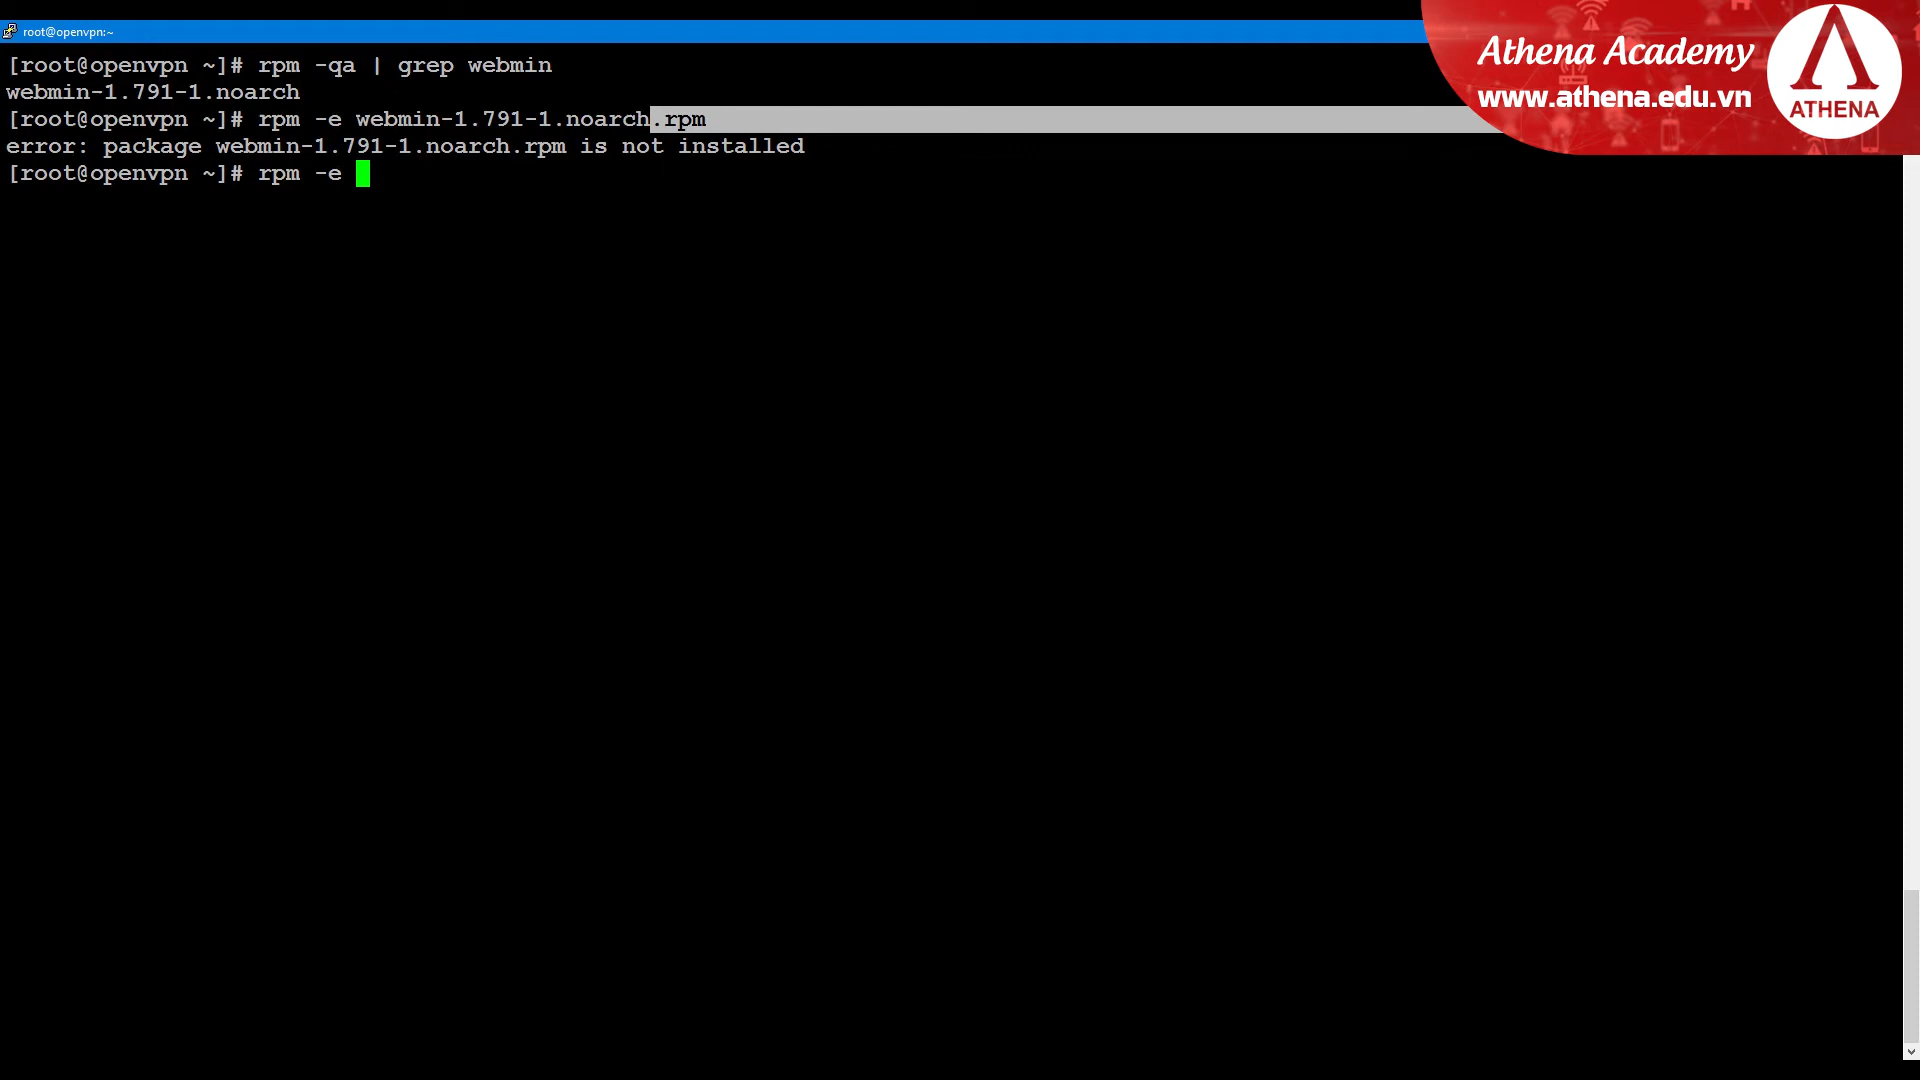 root@openvpn:~
[root@openvpn ~]# rpm -qa | grep webmin
webmin-1.791-1.noarch
[root@openvpn ~]# rpm -e webmin-1.791-1.noarch.rpm
error: package webmin-1.791-1.noarch.rpm is not installed
[root@openvpn ~]# rpm -e
Athena Academy
www.athena.edu.vn
ATHENA